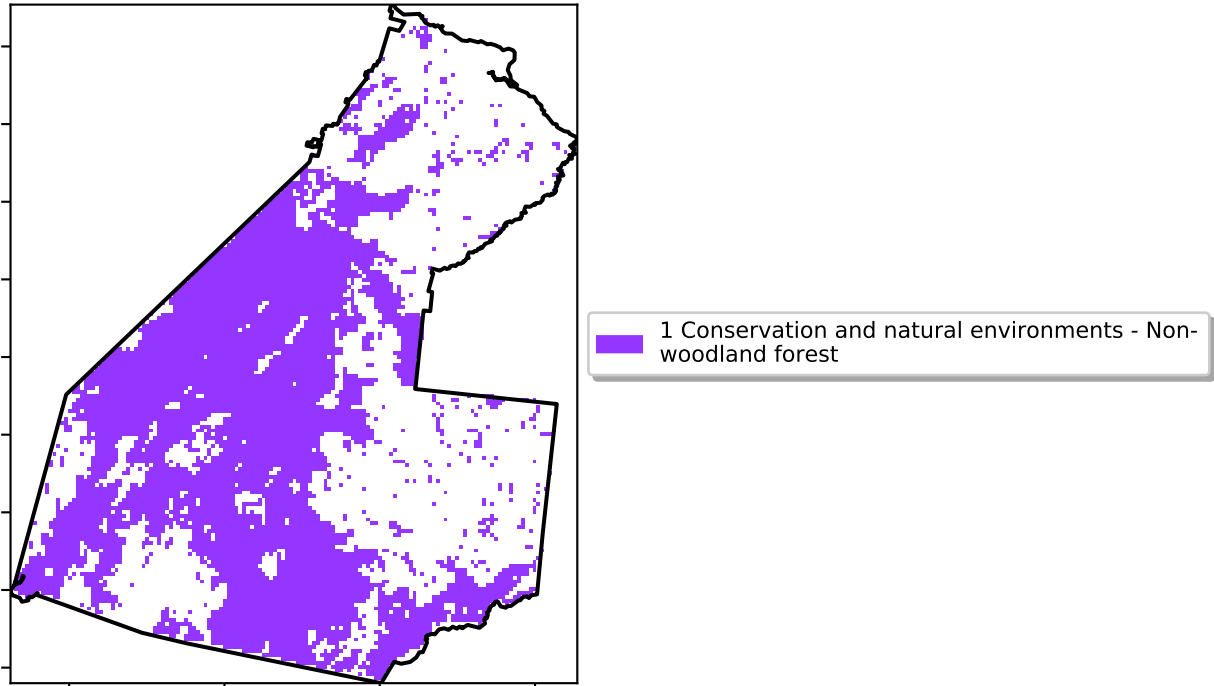 1 Conservation and natural environments - Non-
woodland forest